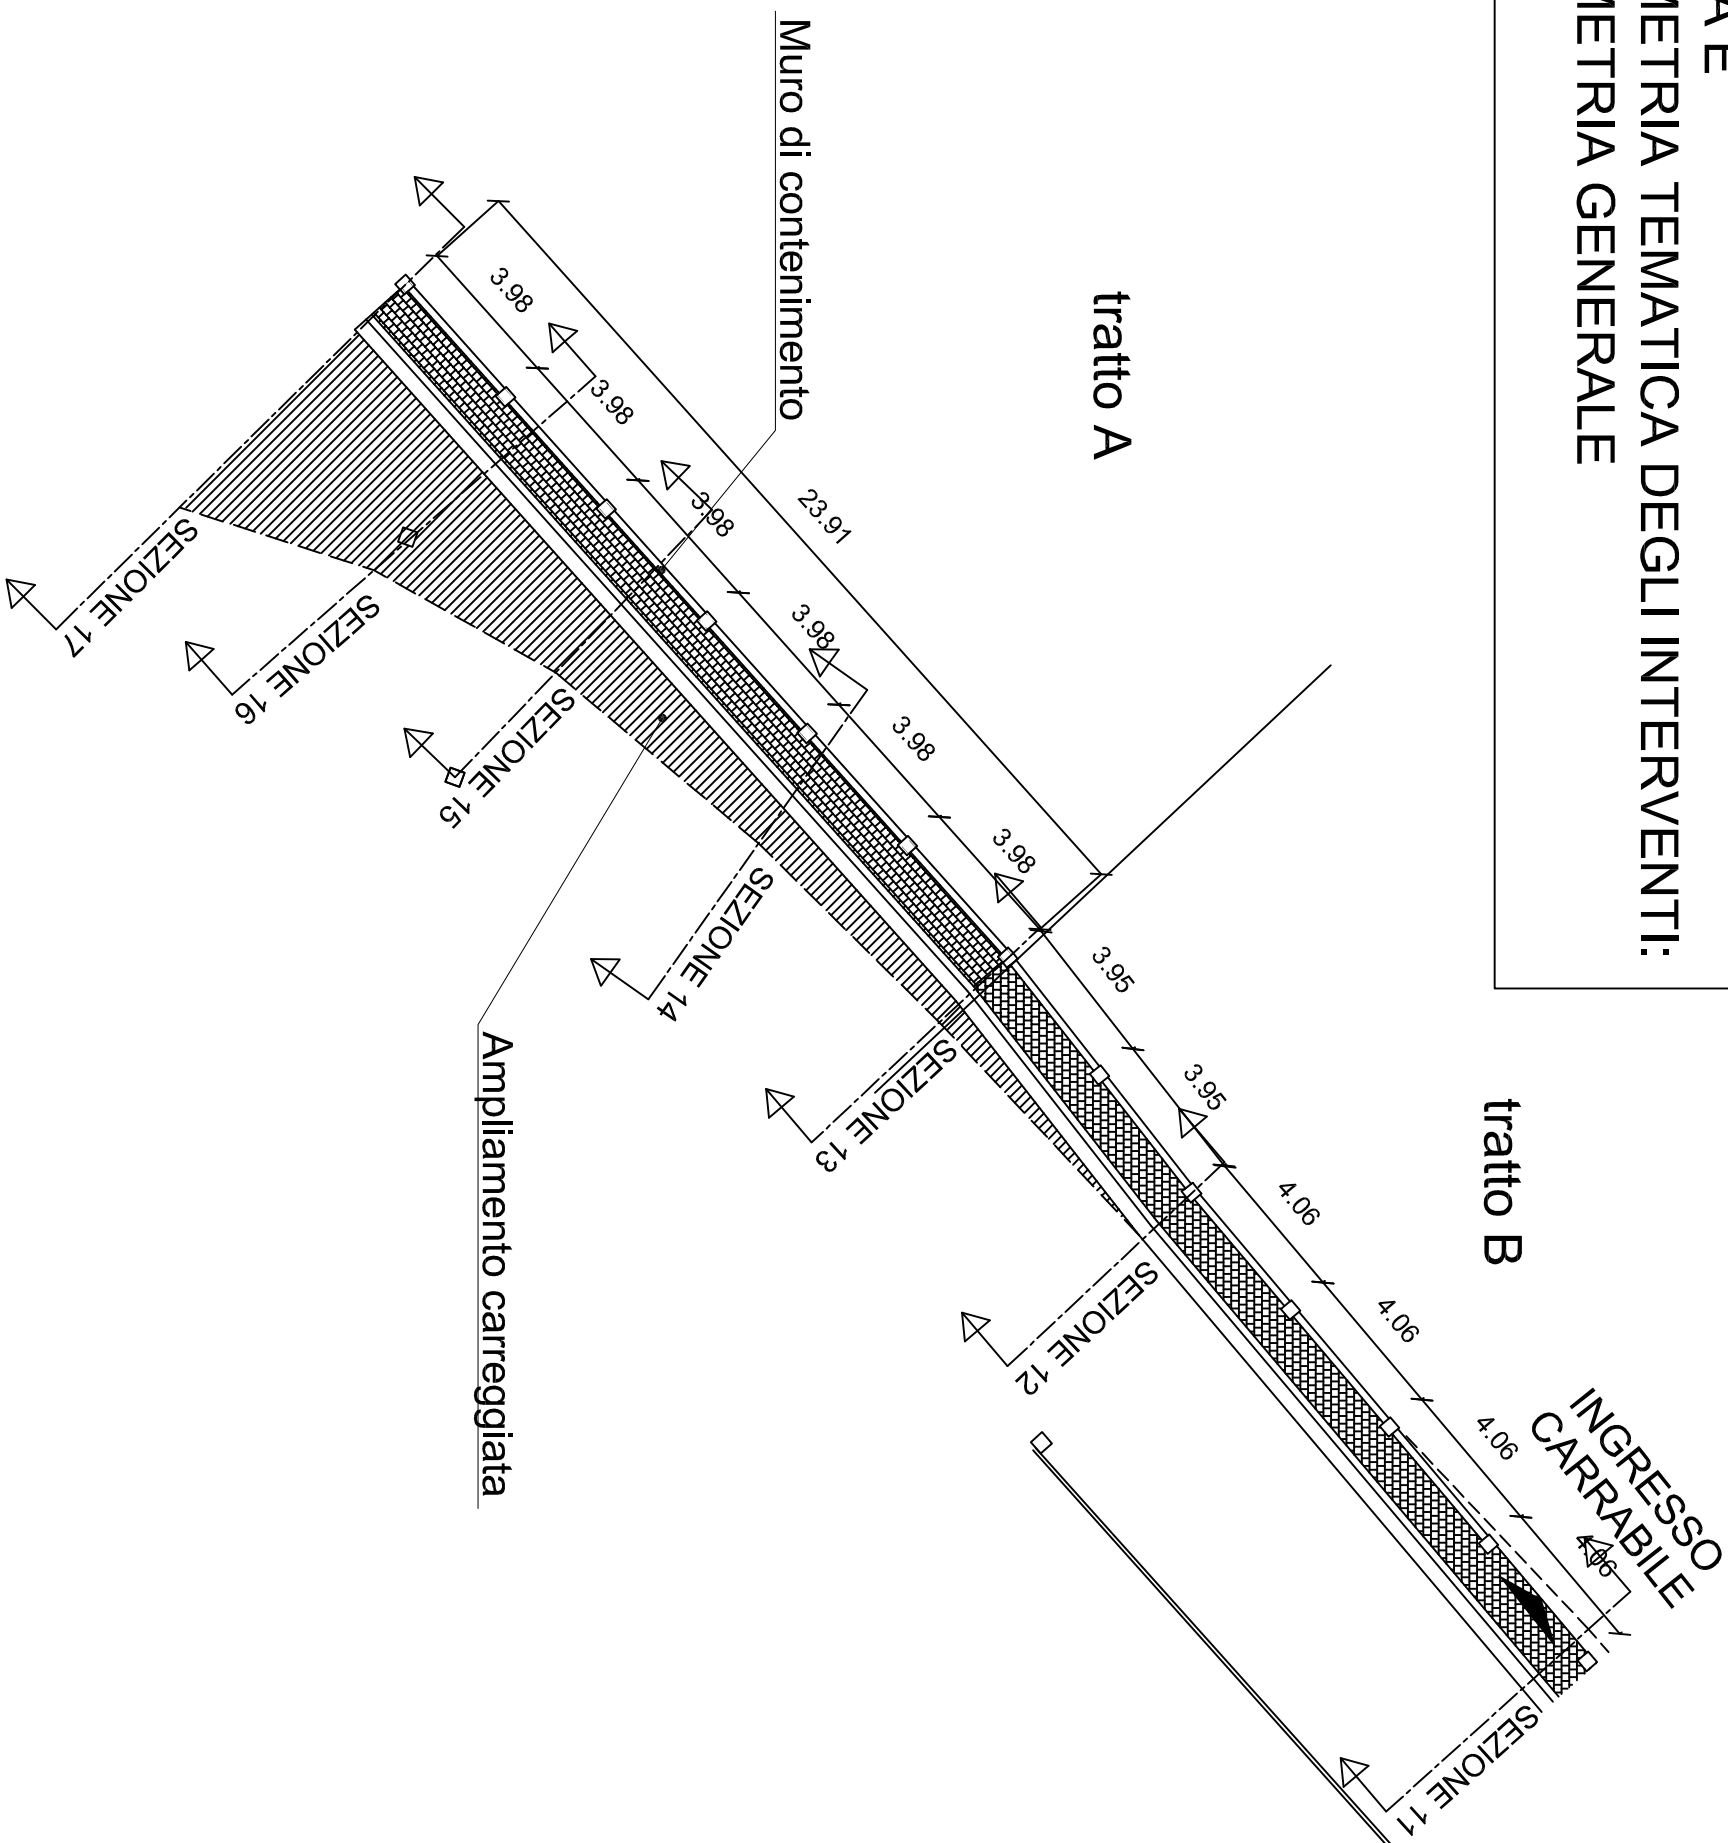 A E
METRIA TEMATICA DEGLI INTERVENTI:
METRIA GENERALE
tratto A
tratto B
Muro di contenimento
Ampliamento carreggiata
INGRESSO
CARRABILE
23.91
3.98
3.98
3.98
3.98
3.98
3.98
3.95
3.95
4.06
4.06
4.06
4.06
SEZIONE 17
SEZIONE 16
SEZIONE 15
SEZIONE 14
SEZIONE 13
SEZIONE 12
SEZIONE 11